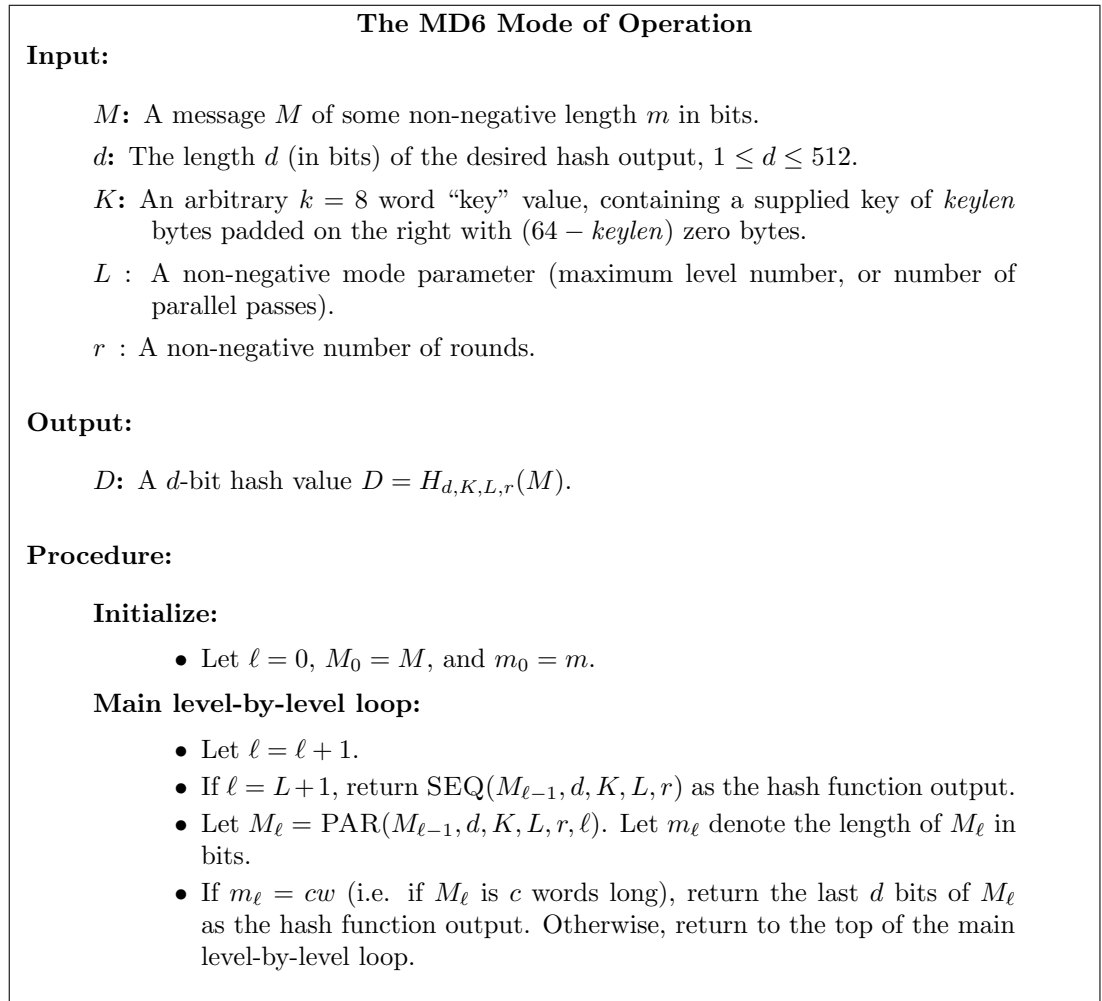 The MD6 Mode of Operation
Input:
M: A message M of some non-negative length m in bits.
d: The length d (in bits) of the desired hash output, 1 ≤ d ≤ 512.
K: An arbitrary k = 8 word “key” value, containing a supplied key of keylen
bytes padded on the right with (64 − keylen) zero bytes.
L : A non-negative mode parameter (maximum level number, or number of
parallel passes).
r : A non-negative number of rounds.
Output:
D: A d-bit hash value D = H_{d,K,L,r}(M).
Procedure:
Initialize:
• Let ℓ = 0, M_0 = M, and m_0 = m.
Main level-by-level loop:
• Let ℓ = ℓ + 1.
• If ℓ = L + 1, return SEQ(M_{ℓ−1}, d, K, L, r) as the hash function output.
• Let M_ℓ = PAR(M_{ℓ−1}, d, K, L, r, ℓ). Let m_ℓ denote the length of M_ℓ in
bits.
• If m_ℓ = cw (i.e. if M_ℓ is c words long), return the last d bits of M_ℓ
as the hash function output. Otherwise, return to the top of the main
level-by-level loop.